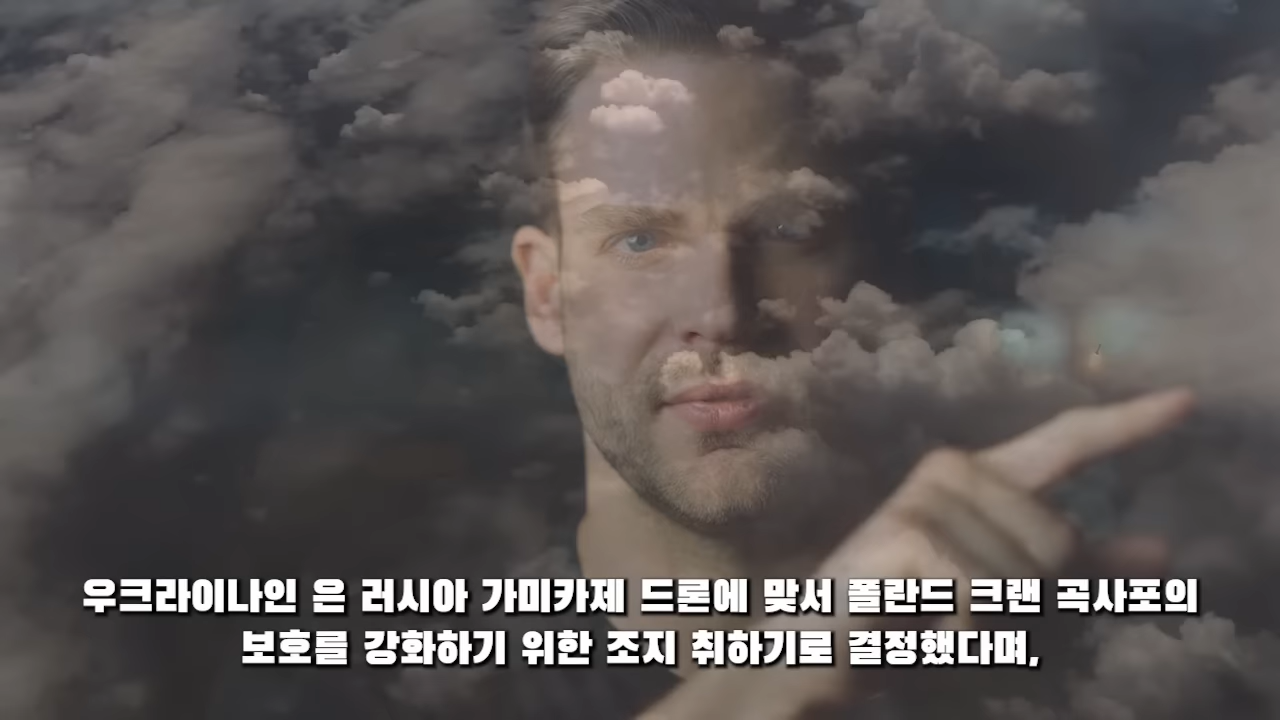 우크라이나인 은 러시아 가미카제 드론에 맞서 폴란드 크랜 곡사포의
보호를 강화하기 위한 조지 취하기로 결정했다며,